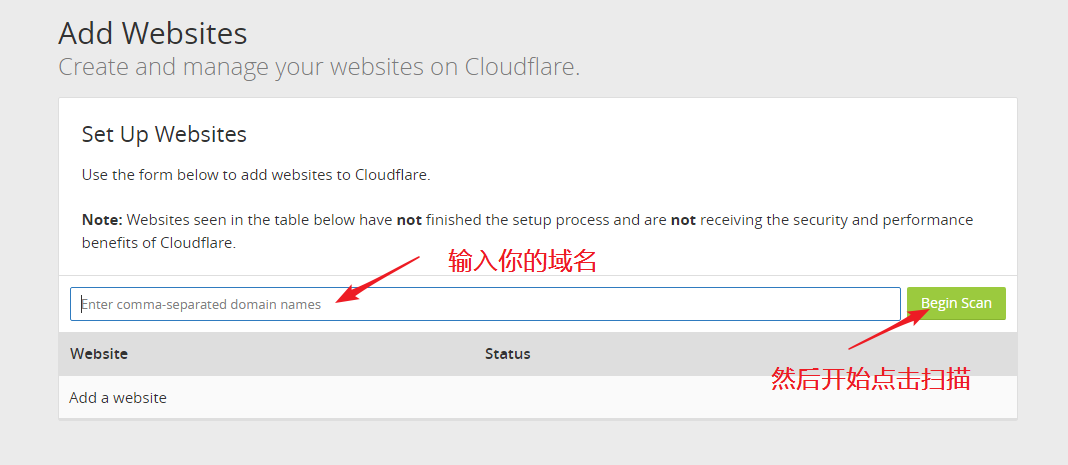 Add Websites
Create and manage your websites on Cloudflare.
Set Up Websites
Use the form below to add websites to Cloudflare.
Note: Websites seen in the table below have not finished the setup process and are not receiving the security and performance
benefits of Cloudflare.
输入你的域名
Enter comma-separated domain names
Begin Scan
Website
Status
然后开始点击扫描
Add a website